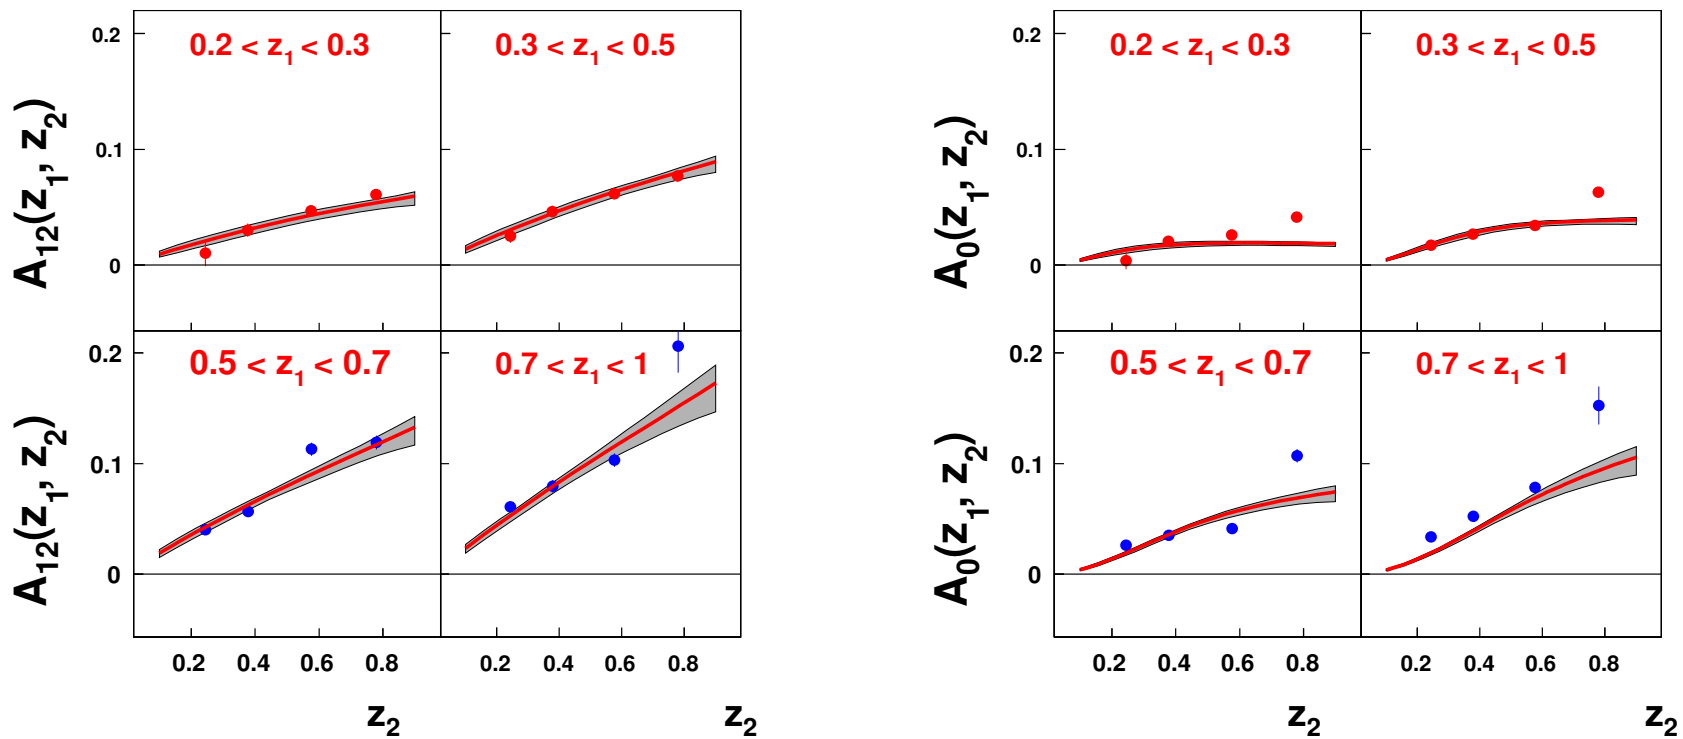 0.2 < z1 < 0.3
0.3 < z1 < 0.5
0.2
0.1
0
A12(z1, z2)
0.5 < z1 < 0.7
0.7 < z1 < 1
0.2
0.1
0
A12(z1, z2)
0.2 0.4 0.6 0.8 0.2 0.4 0.6 0.8
z2 z2
0.2 < z1 < 0.3
0.3 < z1 < 0.5
0.2
0.1
0
A0(z1, z2)
0.5 < z1 < 0.7
0.7 < z1 < 1
0.2
0.1
0
A0(z1, z2)
0.2 0.4 0.6 0.8 0.2 0.4 0.6 0.8
z2 z2